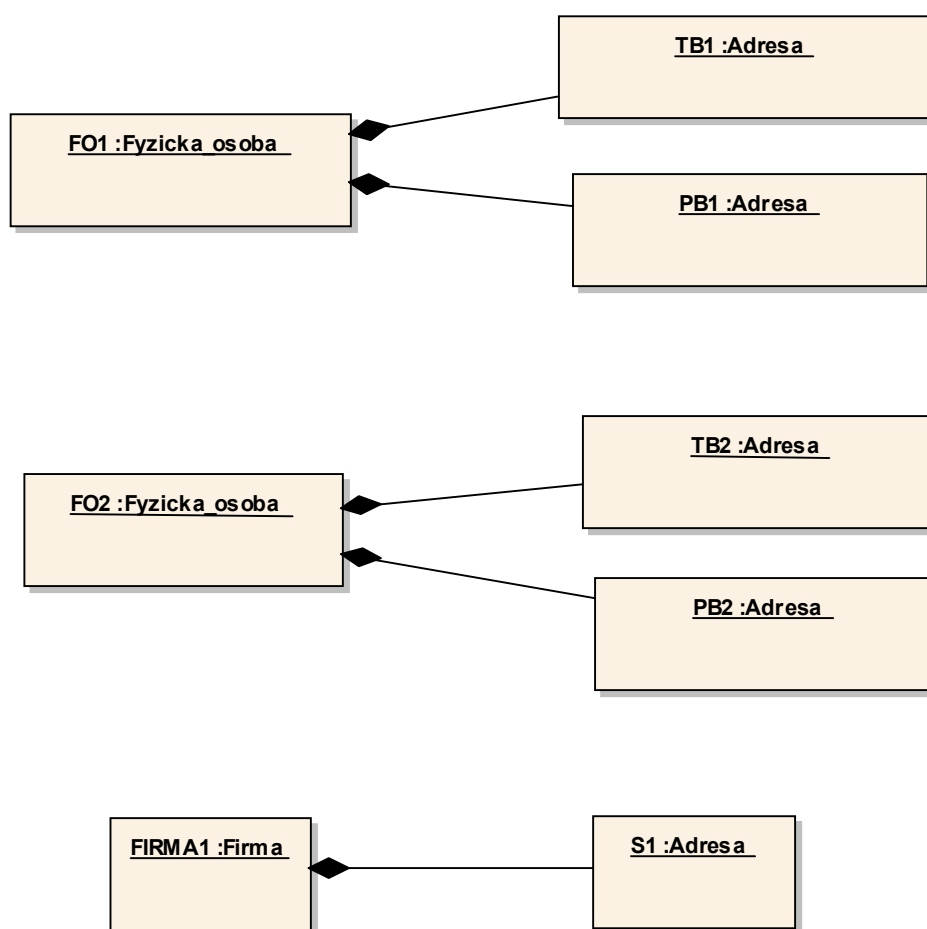 TB1 :Adresa
FO1 :Fyzicka_osoba
PB1 :Adresa
TB2 :Adresa
FO2 :Fyzicka_osoba
PB2 :Adresa
FIRMA1 :Firma
S1 :Adresa